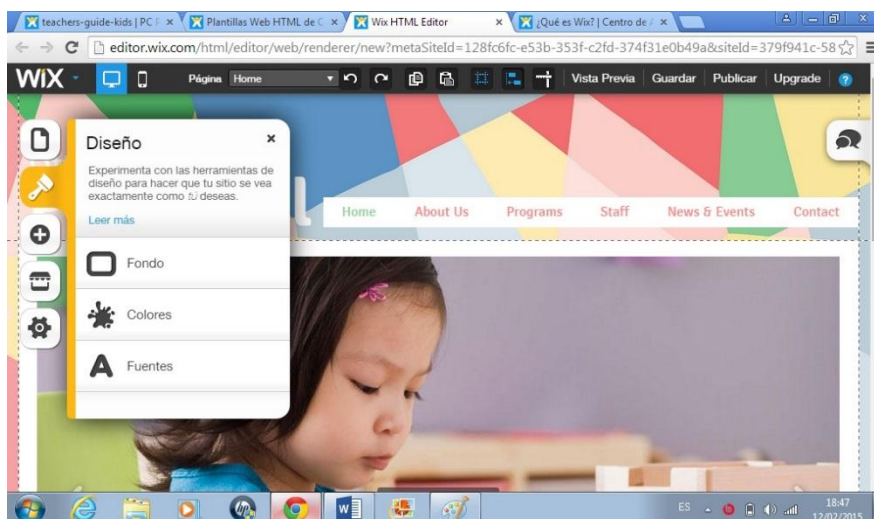 teachers-guide-kids | PC F
Plantillas Web HTML de C
Wix HTML Editor
¿Qué es Wix? | Centro de A
editor.wix.com/html/editor/web/renderer/new?metaSiteId=128fc6fc-e53b-353f-c2fd-374f31e0b49a&siteId=379f941c-58
WiX
Página
Home
Vista Previa
Guardar
Publicar
Upgrade
?
Diseño
Experimenta con las herramientas de
diseño para hacer que tu sitio se vea
exactamente como tú deseas.
Leer más
Home
About Us
Programs
Staff
News & Events
Contact
Fondo
Colores
A Fuentes
ES
18:47
12/02/2015